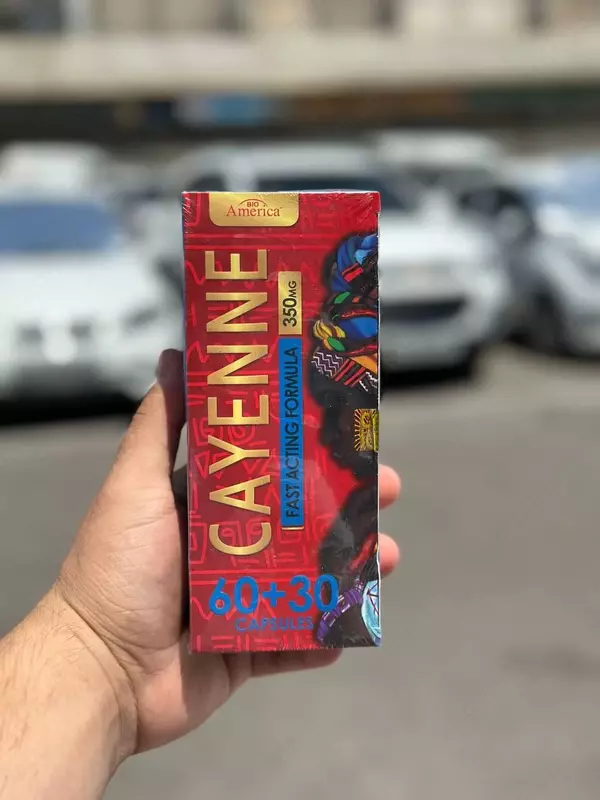 BIO
America®
CAYENNE
350MG
FAST ACTING FORMULA
60+30
CAPSULES